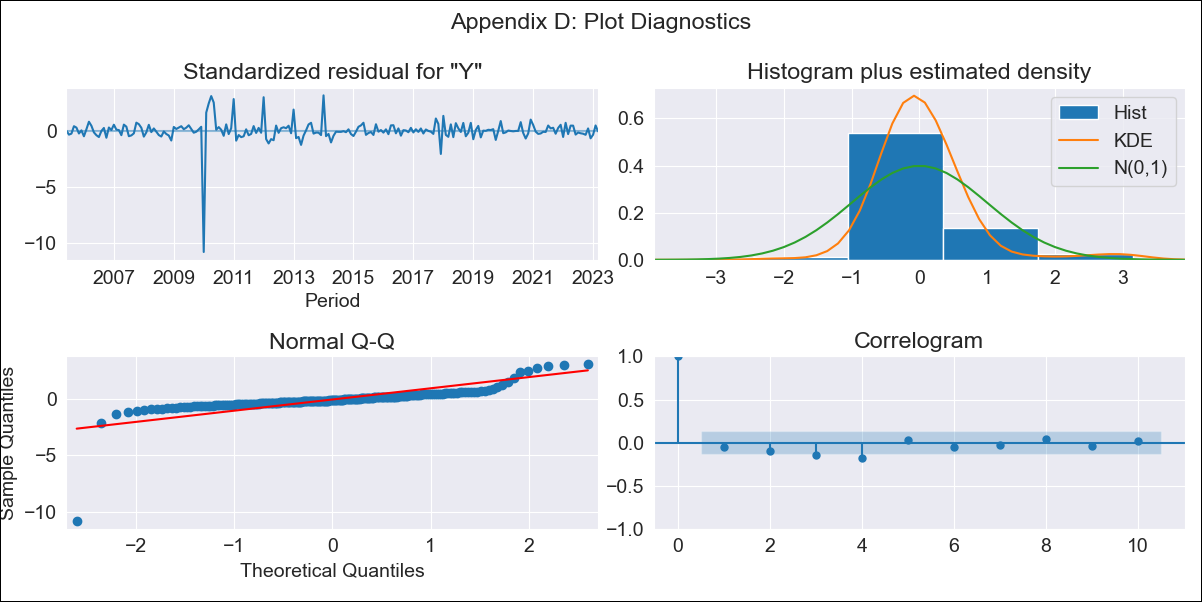 Appendix D: Plot Diagnostics
Standardized residual for "Y"
0
−5
−10
2007 2009 2011 2013 2015 2017 2019 2021 2023
Period
Histogram plus estimated density
Hist
KDE
N(0,1)
0.6
0.4
0.2
0.0
−3 −2 −1 0 1 2 3
Normal Q-Q
Sample Quantiles
0
−5
−10
−2 −1 0 1 2
Theoretical Quantiles
Correlogram
1.0
0.5
0.0
−0.5
−1.0
0 2 4 6 8 10